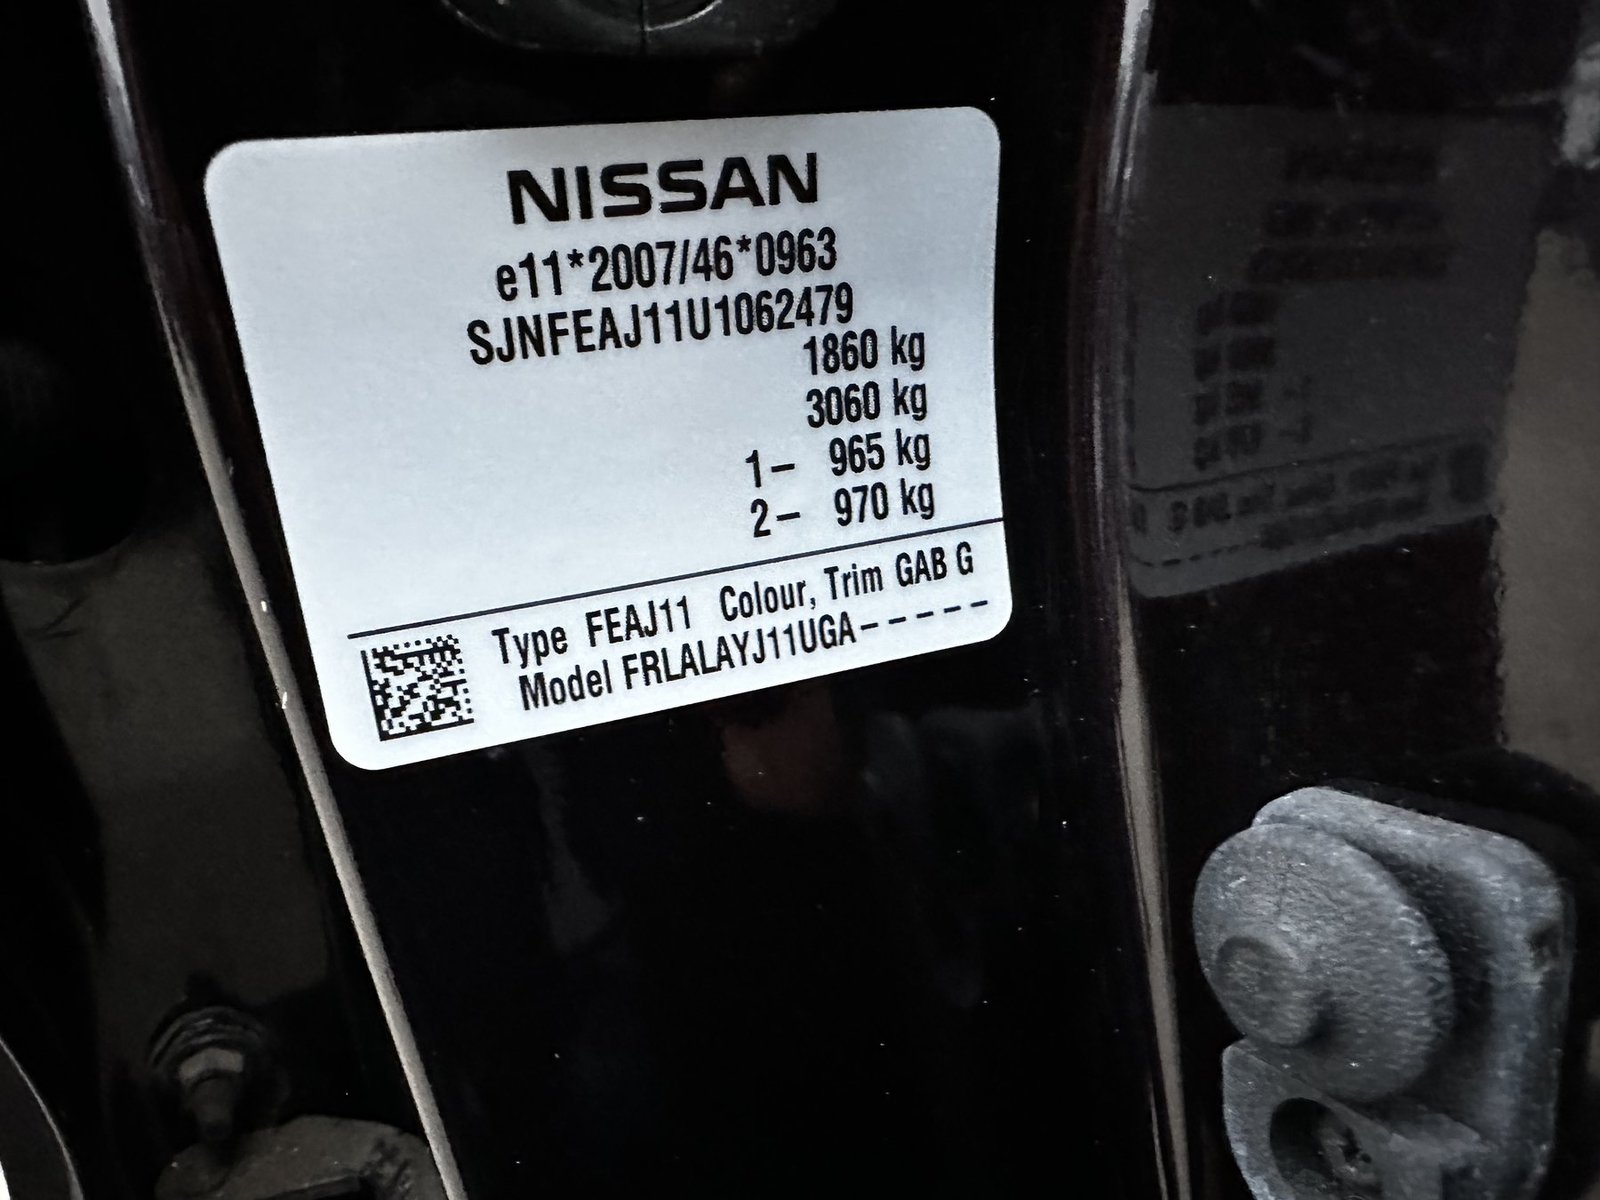 NISSAN
e11*2007/46*0963
SJNFEAJ11U1062479
1860 kg
3060 kg
1– 965 kg
2– 970 kg
Type FEAJ11 Colour, Trim GAB G
Model FRLALAYJ11UGA-----